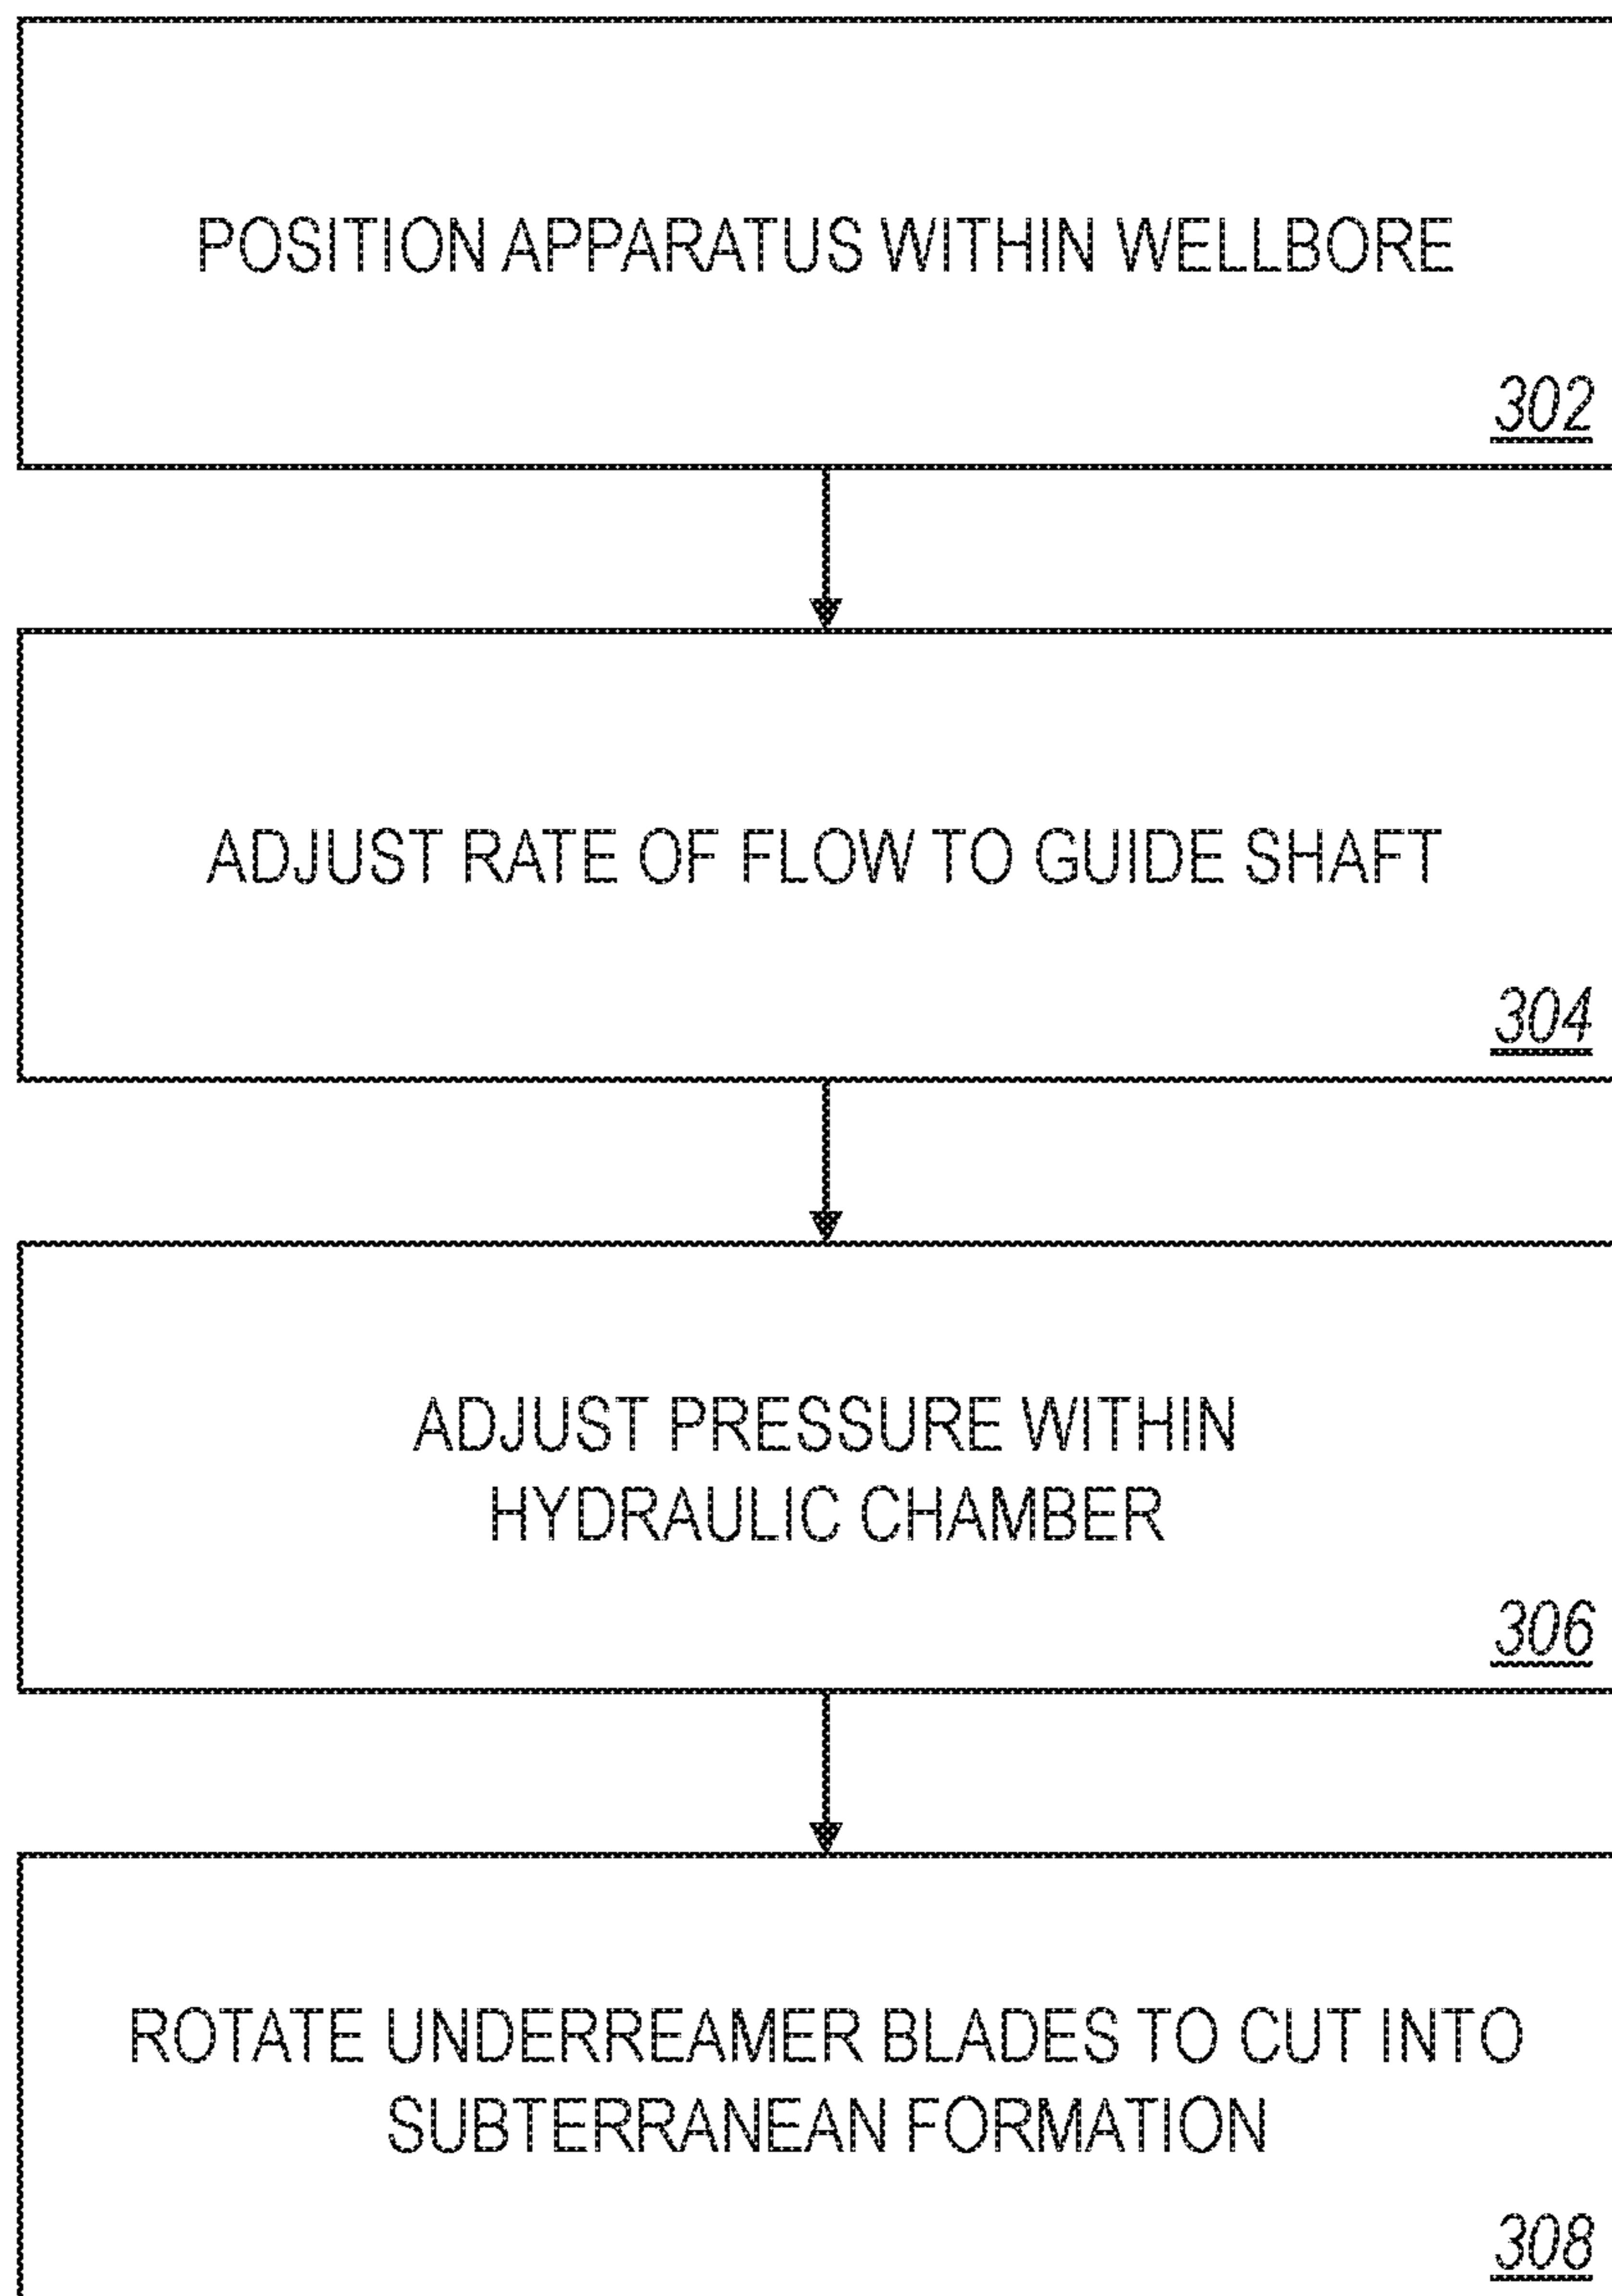 POSITION APPARATUS WITHIN WELLBORE
302
ADJUST RATE OF FLOW TO GUIDE SHAFT
304
ADJUST PRESSURE WITHIN
HYDRAULIC CHAMBER
306
ROTATE UNDERREAMER BLADES TO CUT INTO
SUBTERRANEAN FORMATION
308